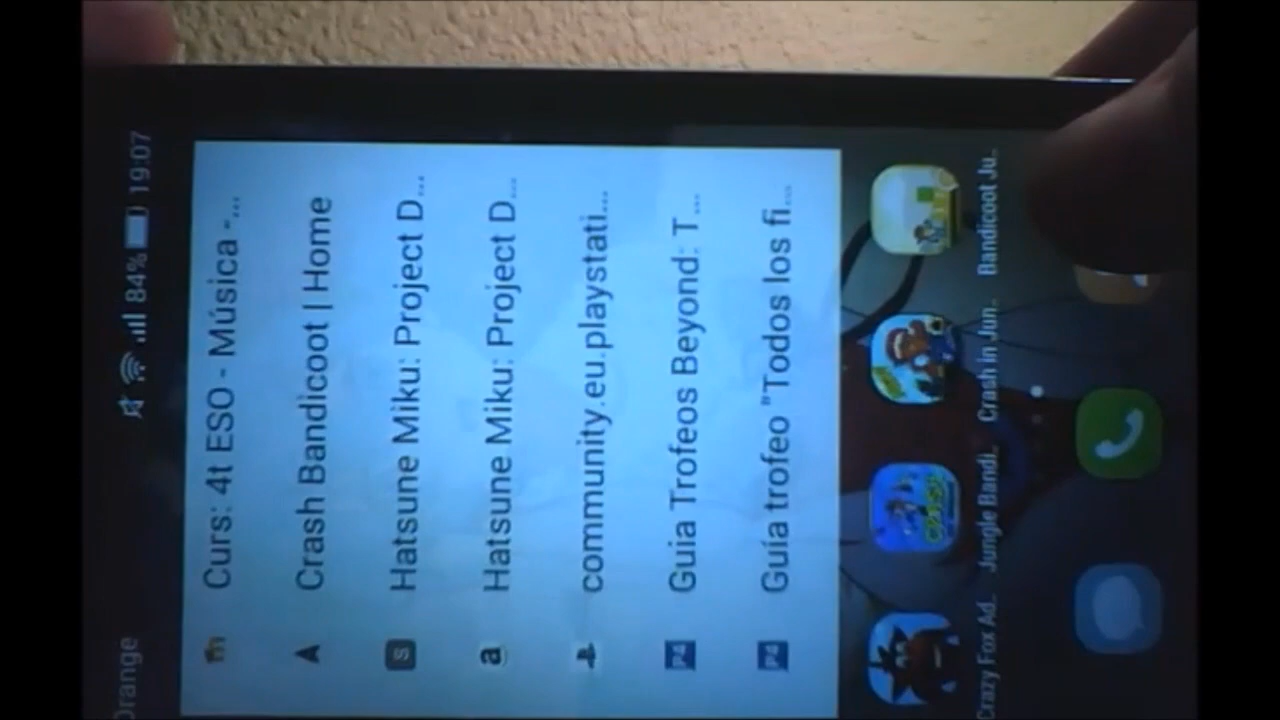 Orange 84% 19:07
Curs: 4t ESO - Música -...
Crash Bandicoot | Home
S Hatsune Miku: Project D...
a Hatsune Miku: Project D...
community.eu.playstati...
Guia Trofeos Beyond: T...
Guía trofeo "Todos los fi...
Crazy Fox Ad.. Jungle Bandi.. Crash in Jun.. Bandicoot Ju..